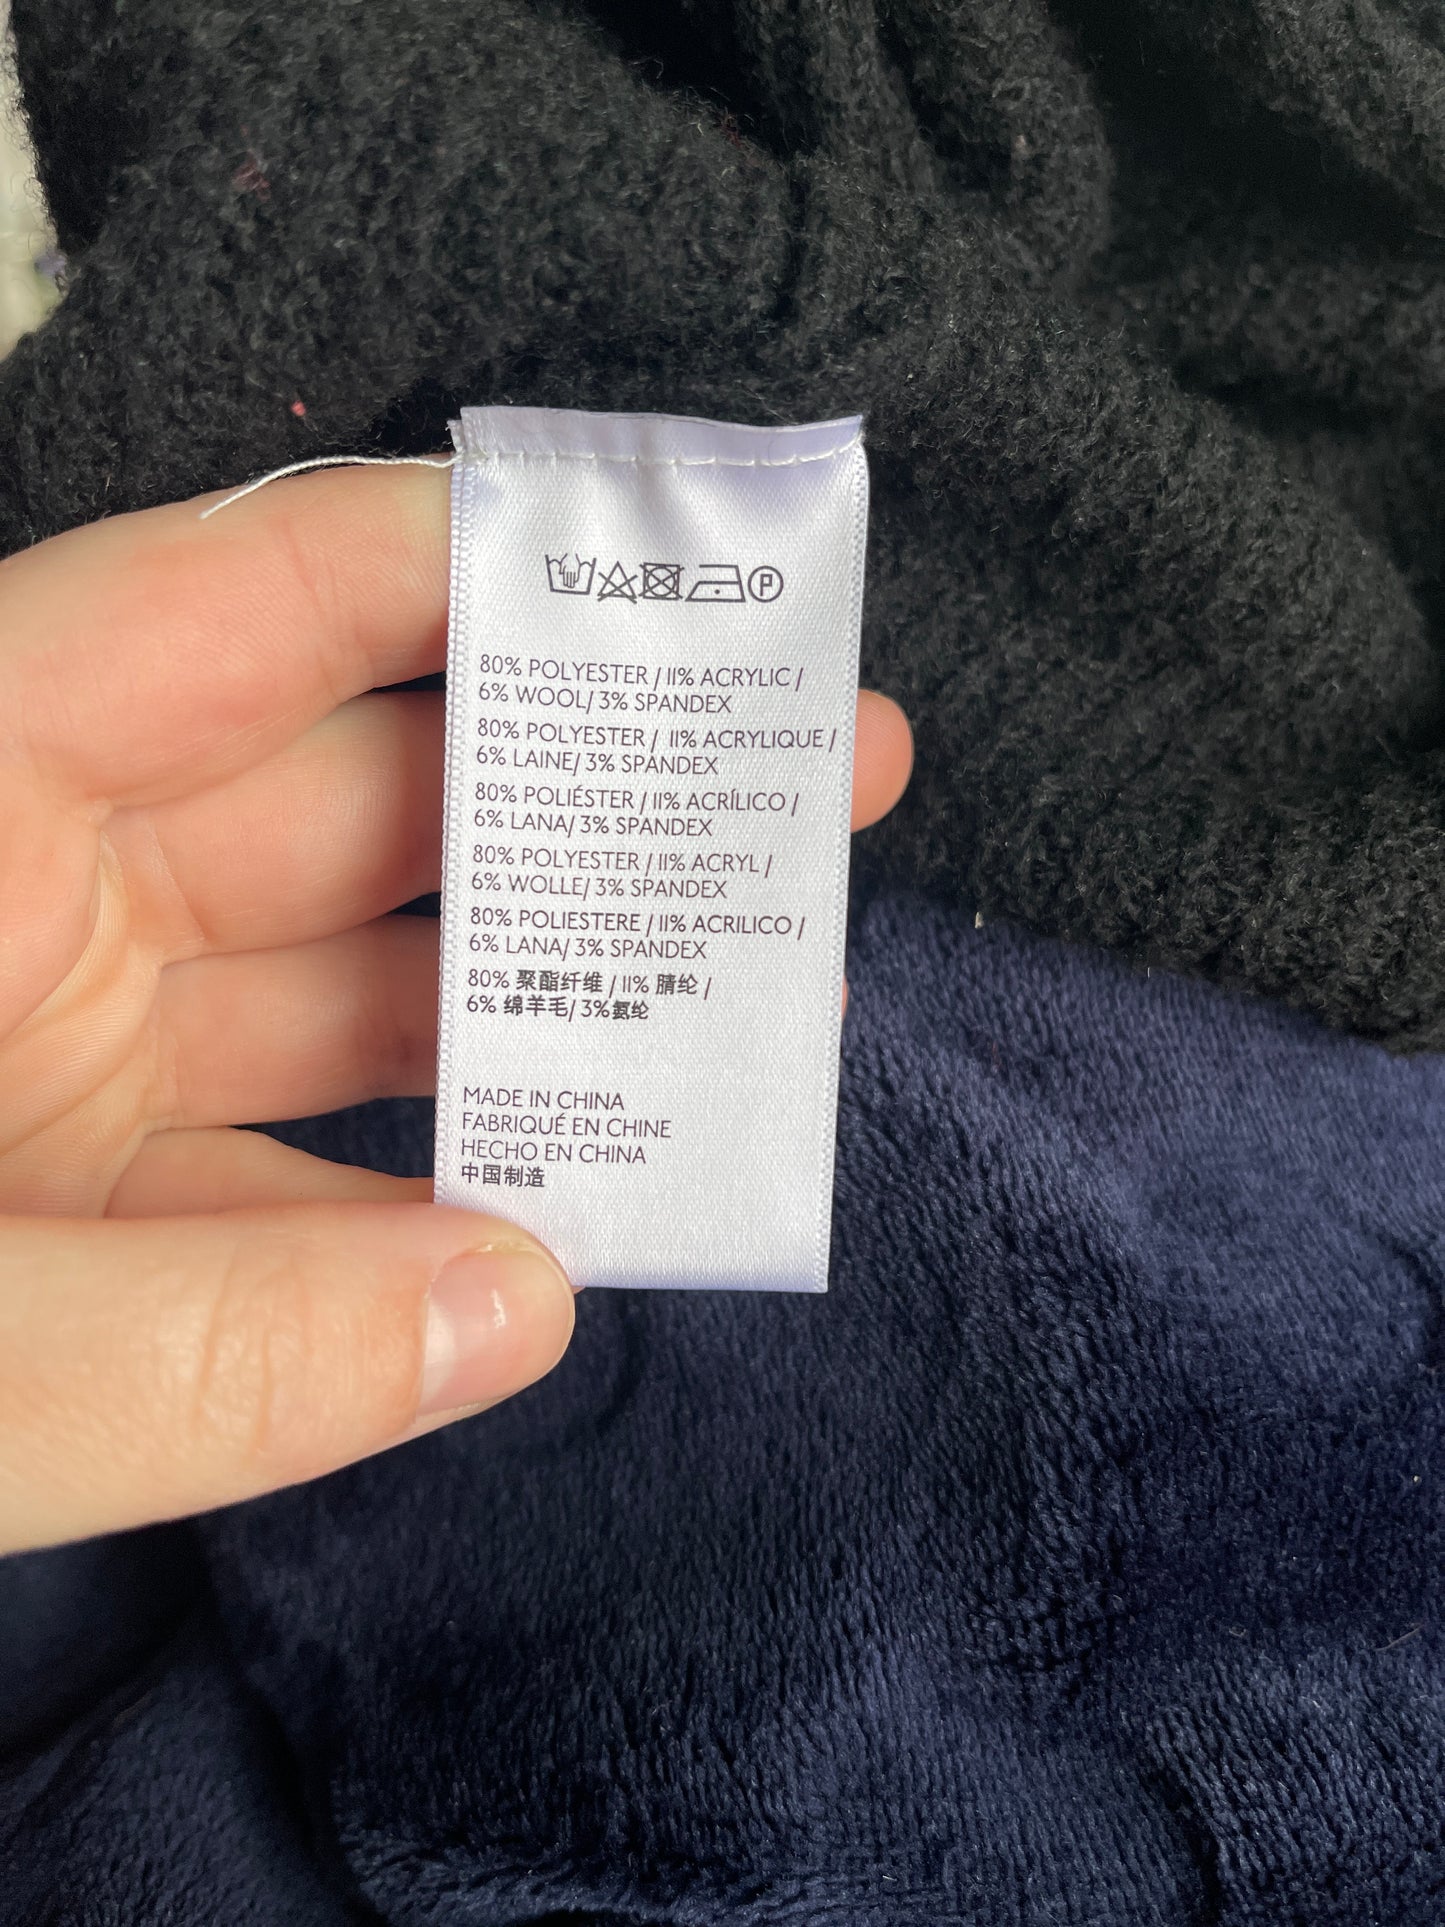 P
80% POLYESTER / 11% ACRYLIC /
6% WOOL/ 3% SPANDEX
80% POLYESTER / 11% ACRYLIQUE /
6% LAINE/ 3% SPANDEX
80% POLIÉSTER / 11% ACRÍLICO /
6% LANA/ 3% SPANDEX
80% POLYESTER / 11% ACRYL /
6% WOLLE/ 3% SPANDEX
80% POLIESTERE / 11% ACRILICO /
6% LANA/ 3% SPANDEX
80% 聚酯纤维 / 11% 腈纶 /
6% 绵羊毛/ 3%氨纶
MADE IN CHINA
FABRIQUÉ EN CHINE
HECHO EN CHINA
中国制造